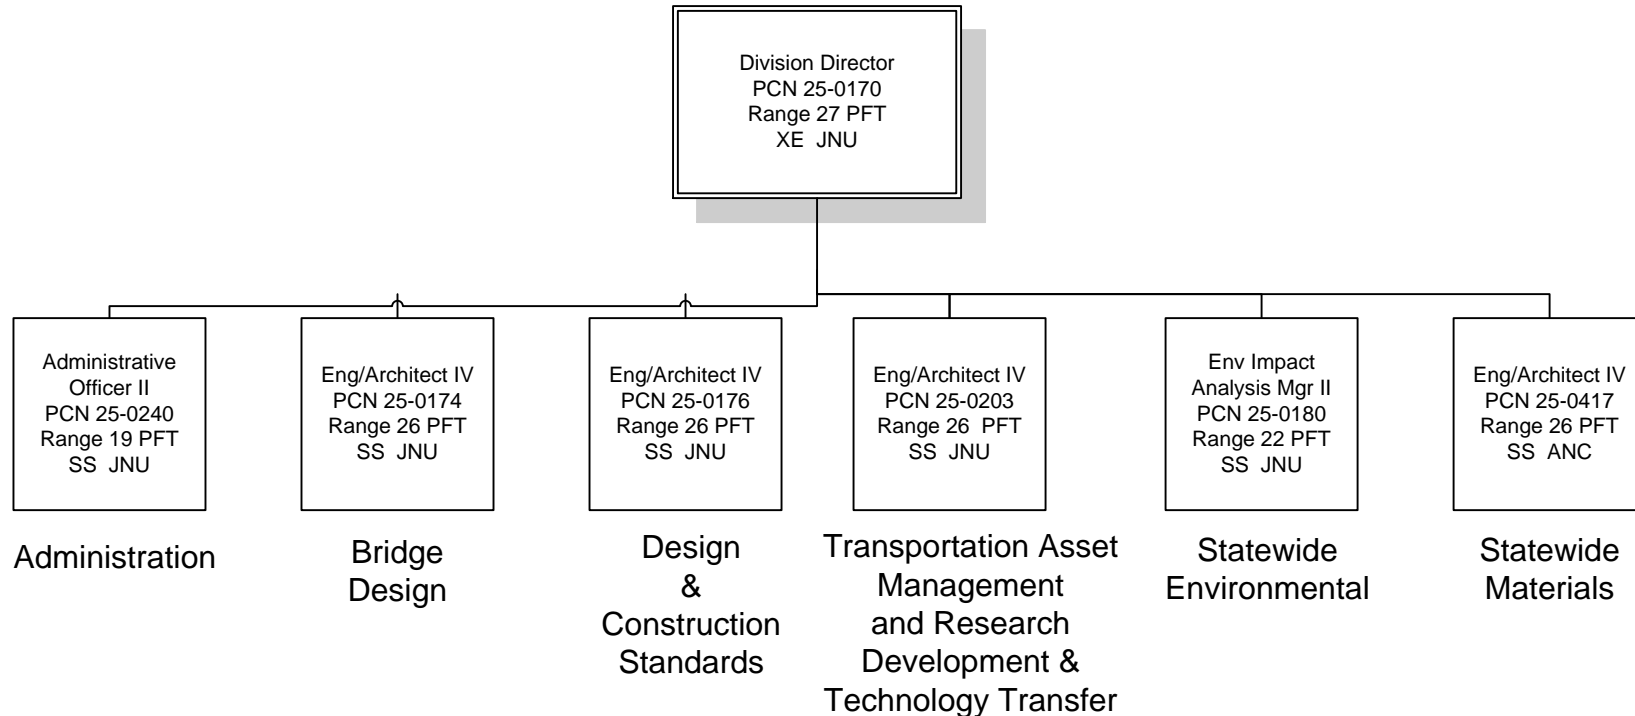 Division Director
PCN 25-0170
Range 27 PFT
XE  JNU
Administrative
Officer II
PCN 25-0240
Range 19 PFT
SS  JNU
Administration
Eng/Architect IV
PCN 25-0174
Range 26 PFT
SS  JNU
Bridge
Design
Eng/Architect IV
PCN 25-0176
Range 26 PFT
SS  JNU
Design
&
Construction
Standards
Eng/Architect IV
PCN 25-0203
Range 26  PFT
SS  JNU
Transportation Asset
Management
and Research
Development &
Technology Transfer
Env Impact
Analysis Mgr II
PCN 25-0180
Range 22 PFT
SS  JNU
Statewide
Environmental
Eng/Architect IV
PCN 25-0417
Range 26 PFT
SS  ANC
Statewide
Materials